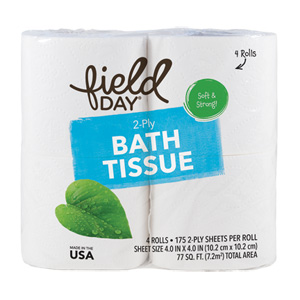 4 Rolls
field
DAY®
Soft &
Strong!
2-Ply
BATH
TISSUE
MADE IN THE
USA
4 ROLLS • 175 2-PLY SHEETS PER ROLL
SHEET SIZE 4.0 IN X 4.0 IN (10.2 cm x 10.2 cm)
77 SQ. FT. (7.2m²) TOTAL AREA